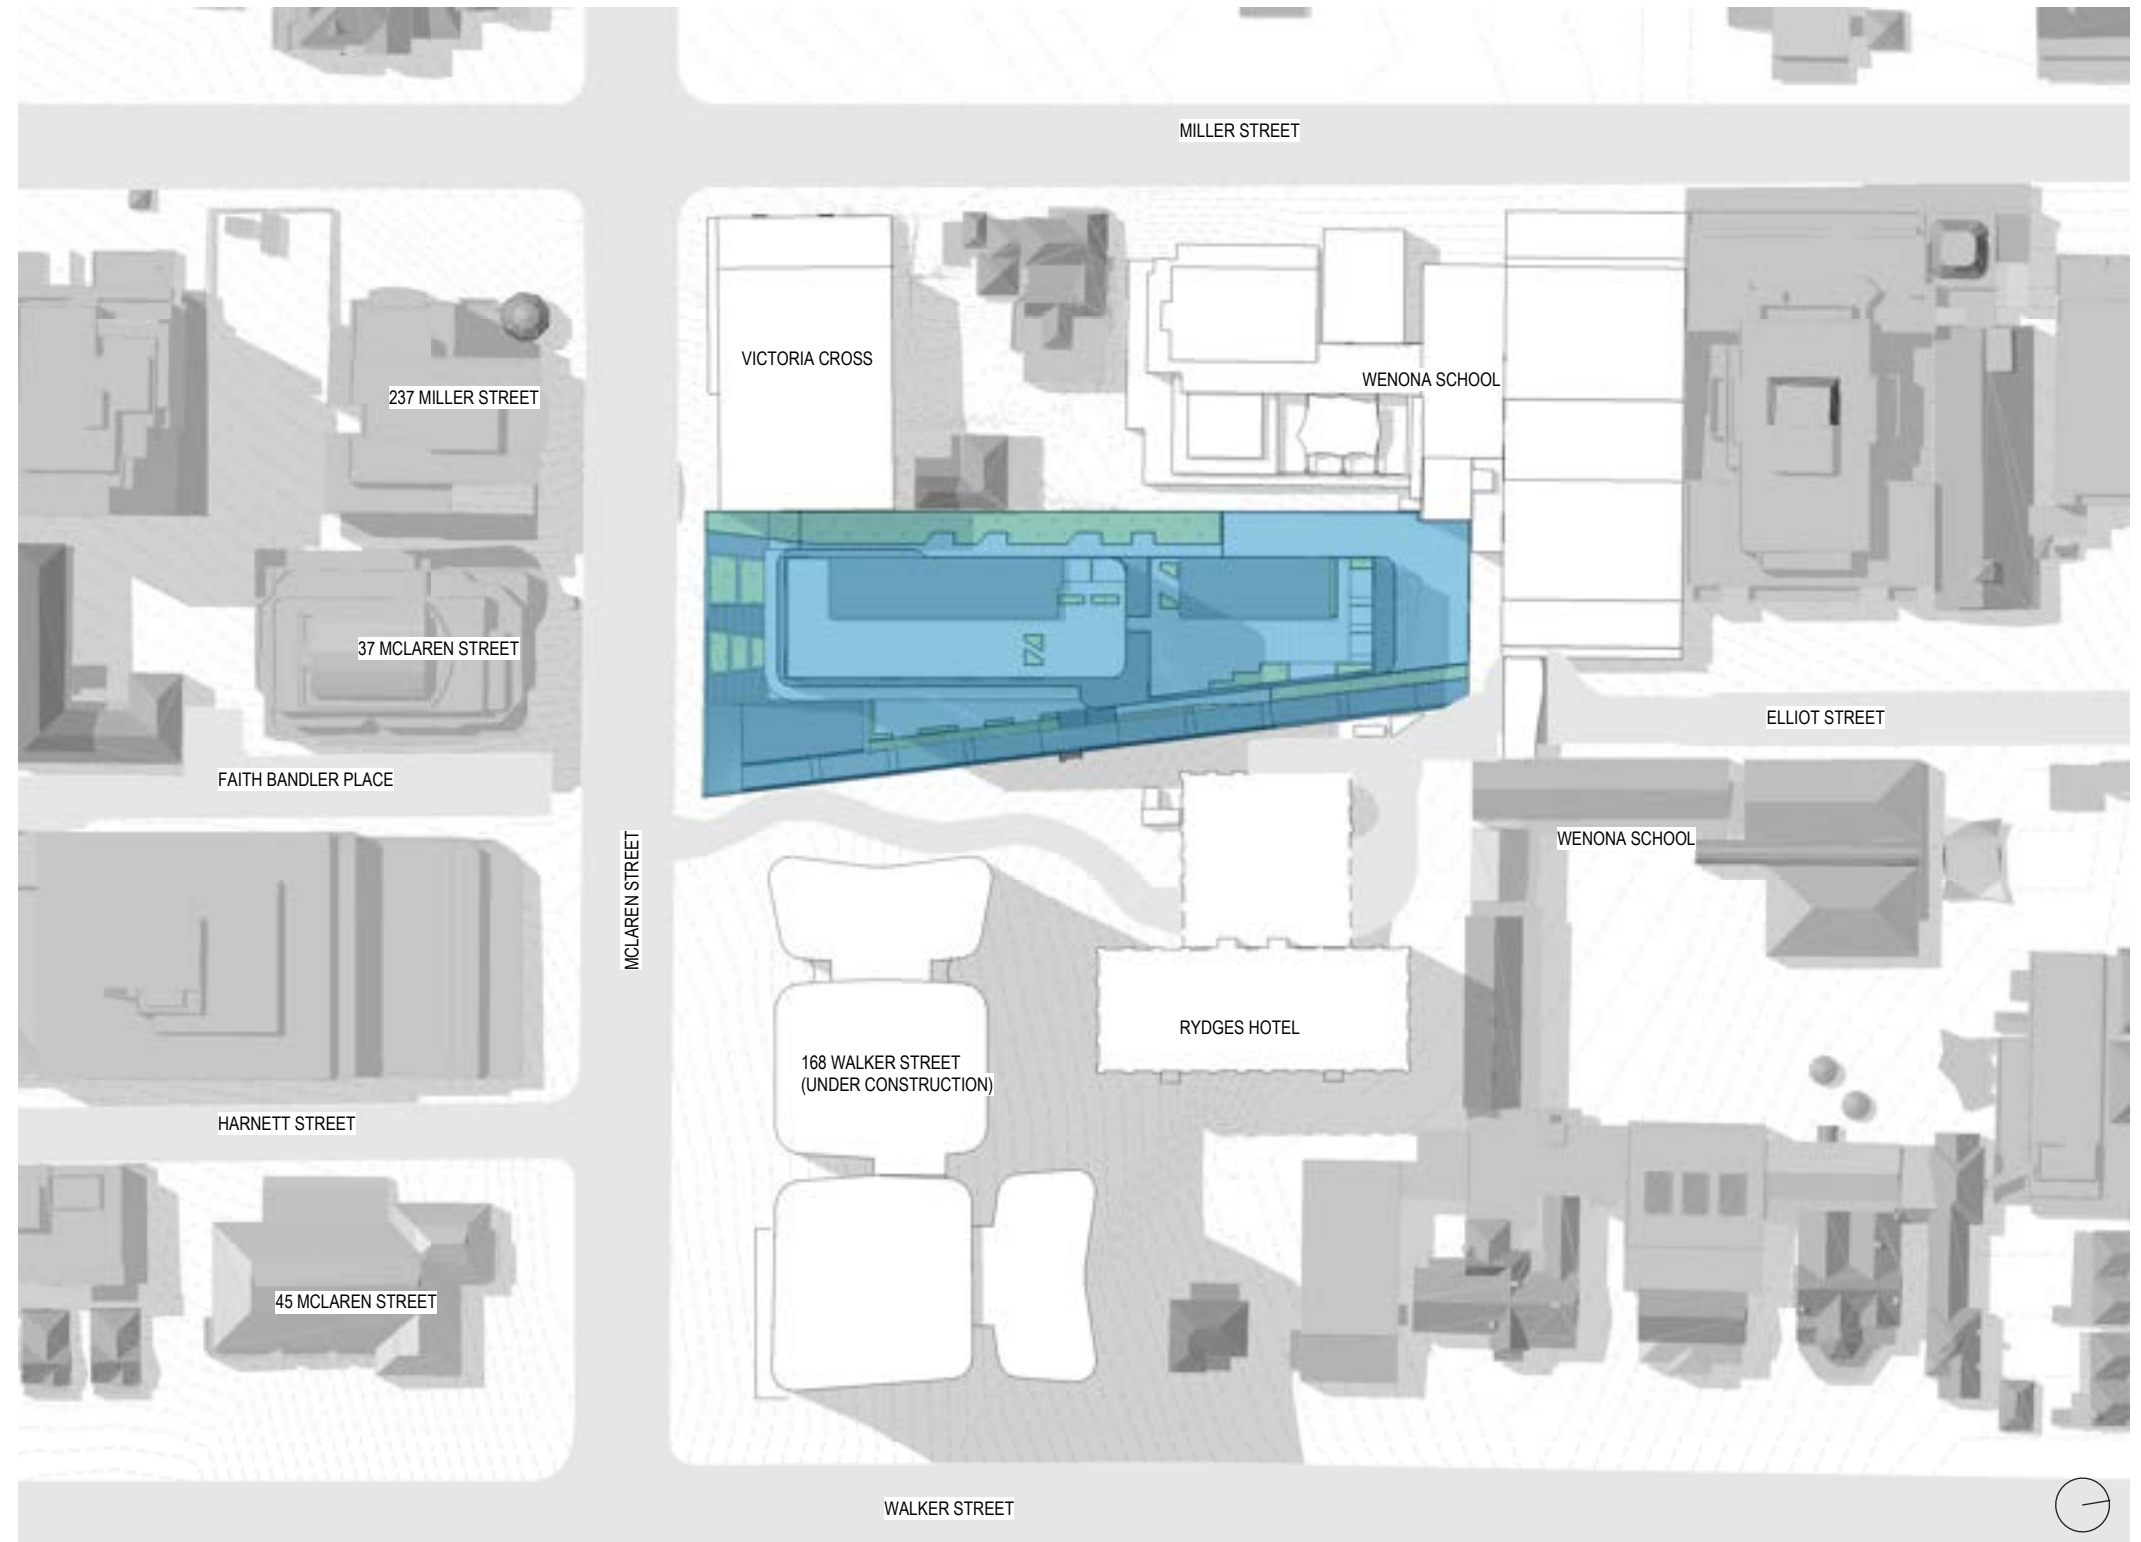 MILLER STREET
VICTORIA CROSS
WENONA SCHOOL
237 MILLER STREET
37 MCLAREN STREET
ELLIOT STREET
FAITH BANDLER PLACE
MCLAREN STREET
WENONA SCHOOL
RYDGES HOTEL
168 WALKER STREET
(UNDER CONSTRUCTION)
HARNETT STREET
45 MCLAREN STREET
WALKER STREET